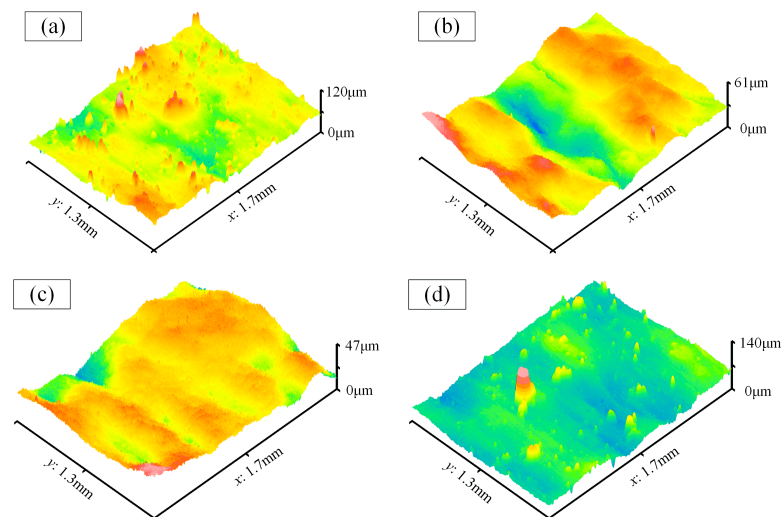 (a)
120μm
0μm
y: 1.3mm
x: 1.7mm
(b)
61μm
0μm
y: 1.3mm
x: 1.7mm
(c)
47μm
0μm
y: 1.3mm
x: 1.7mm
(d)
140μm
0μm
y: 1.3mm
x: 1.7mm